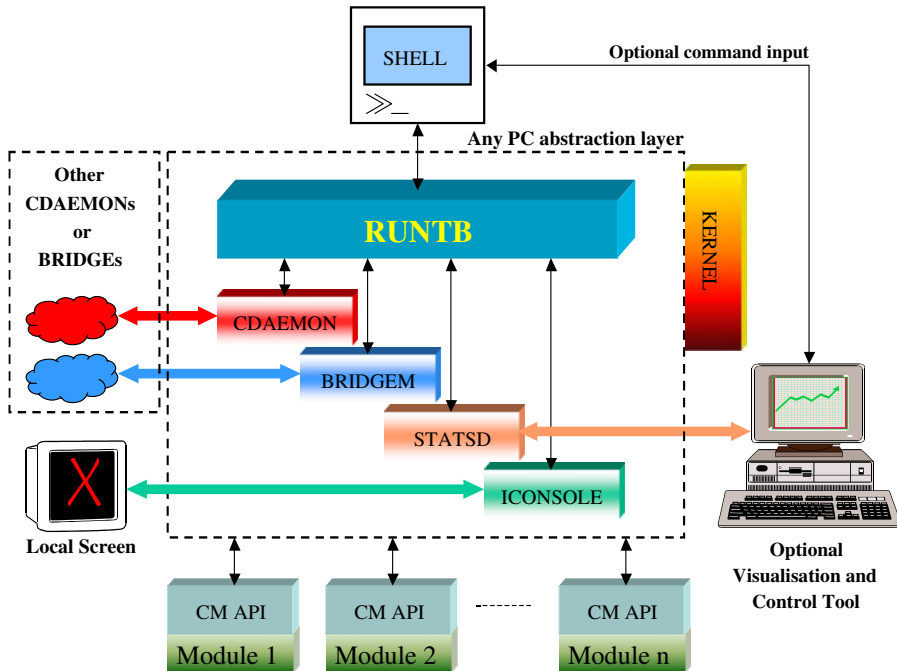 SHELL
≫_
Optional command input
Any PC abstraction layer
Other
CDAEMONs
or
BRIDGEs
RUNTB
KERNEL
CDAEMON
BRIDGEM
STATSD
ICONSOLE
X
Local Screen
Optional
Visualisation and
Control Tool
CM API
CM API
CM API
Module 1
Module 2
Module n